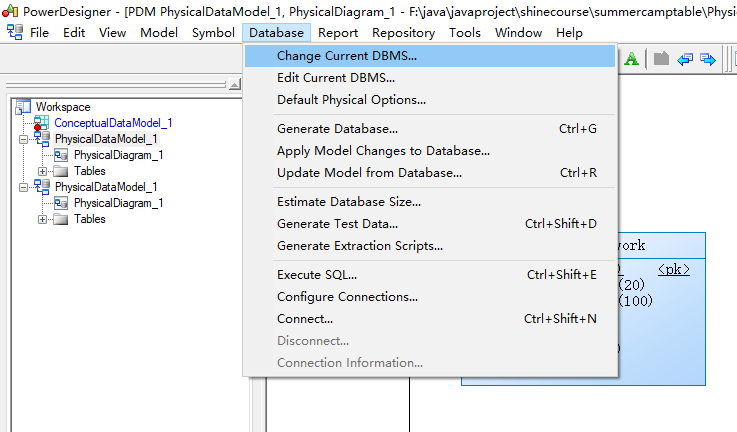 PowerDesigner - [PDM PhysicalDataModel_1, PhysicalDiagram_1 - F:\java\javaproject\shinecourse\summercamptable\Physi
File Edit View Model Symbol Database Report Repository Tools Window Help
Change Current DBMS...
Edit Current DBMS...
Default Physical Options...
Generate Database... Ctrl+G
Apply Model Changes to Database...
Update Model from Database... Ctrl+R
Estimate Database Size...
Generate Test Data... Ctrl+Shift+D
Generate Extraction Scripts...
Execute SQL... Ctrl+Shift+E
Configure Connections...
Connect... Ctrl+Shift+N
Disconnect...
Connection Information...
Workspace
ConceptualDataModel_1
PhysicalDataModel_1
PhysicalDiagram_1
Tables
PhysicalDataModel_1
PhysicalDiagram_1
Tables
work
) <pk>
(20)
(100)
)